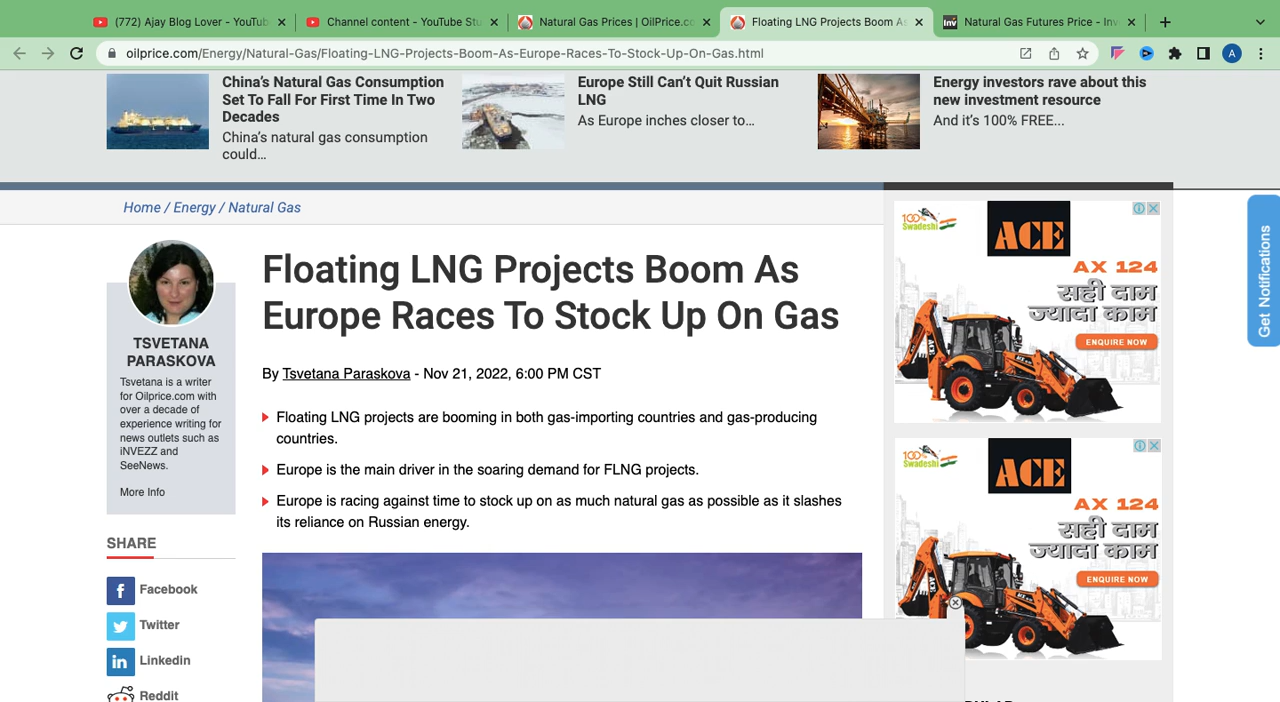 (772) Ajay Blog Lover - YouTub
Channel content - YouTube Stu
Natural Gas Prices | OilPrice.co
Floating LNG Projects Boom As
Natural Gas Futures Price - Inv
oilprice.com/Energy/Natural-Gas/Floating-LNG-Projects-Boom-As-Europe-Races-To-Stock-Up-On-Gas.html
A
China's Natural Gas Consumption
Set To Fall For First Time In Two
Decades
China's natural gas consumption
could...
Europe Still Can't Quit Russian
LNG
As Europe inches closer to...
Energy investors rave about this
new investment resource
And it's 100% FREE...
Home / Energy / Natural Gas
TSVETANA
PARASKOVA
Tsvetana is a writer
for Oilprice.com with
over a decade of
experience writing for
news outlets such as
iNVEZZ and
SeeNews.
More Info
SHARE
Facebook
Twitter
Linkedin
Reddit
Floating LNG Projects Boom As
Europe Races To Stock Up On Gas
By Tsvetana Paraskova - Nov 21, 2022, 6:00 PM CST
Floating LNG projects are booming in both gas-importing countries and gas-producing
countries.
Europe is the main driver in the soaring demand for FLNG projects.
Europe is racing against time to stock up on as much natural gas as possible as it slashes
its reliance on Russian energy.
100%
Swadeshi
ACE
AX 124
सही दाम
ज़्यादा काम
ENQUIRE NOW
ACE
100%
Swadeshi
ACE
AX 124
सही दाम
ज़्यादा काम
ENQUIRE NOW
ACE
Get Notifications